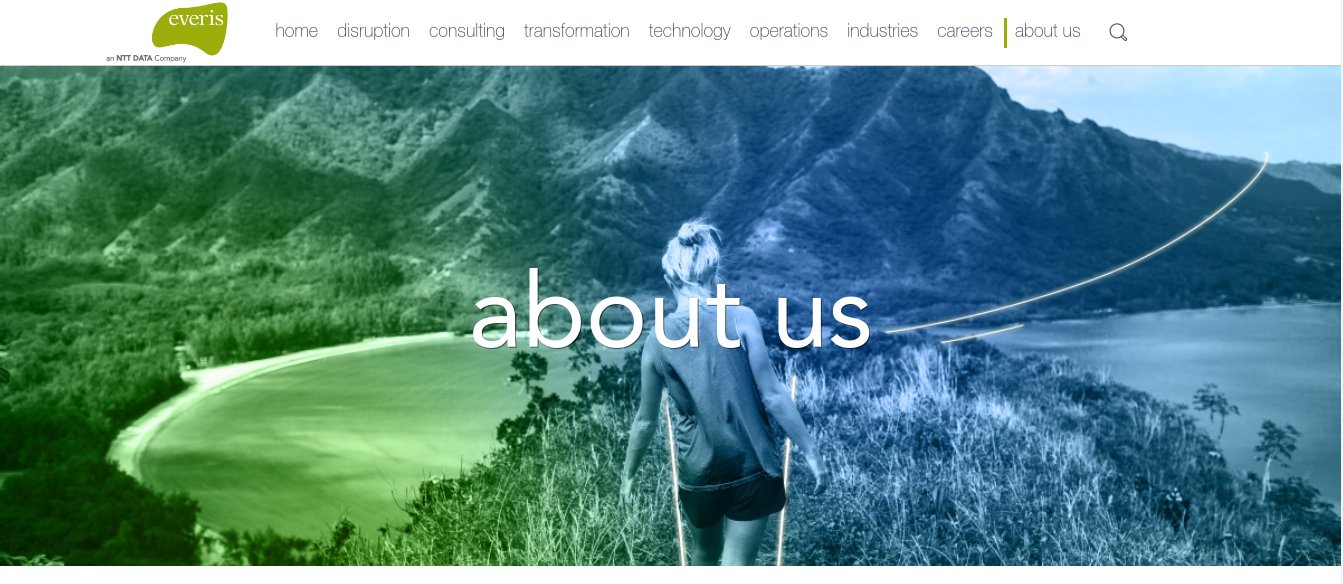 everis
an NTT DATA Company
home disruption consulting transformation technology operations industries careers about us
about us